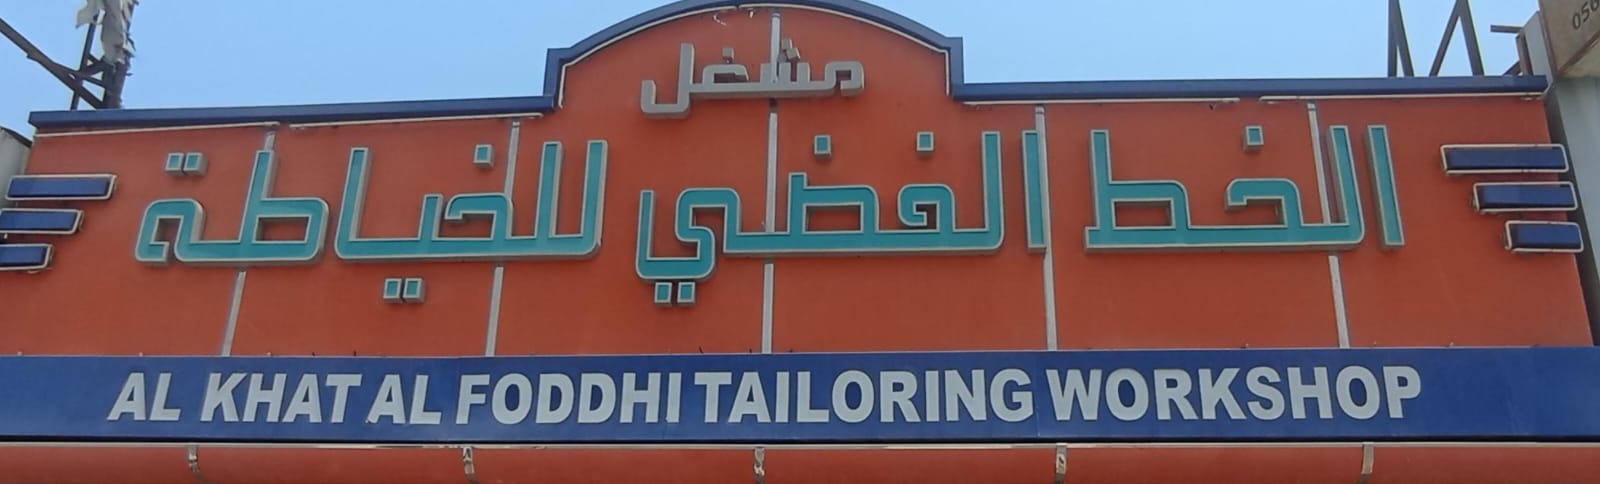 مشغل
الخط الفضي للخياطة
AL KHAT AL FODDHI TAILORING WORKSHOP